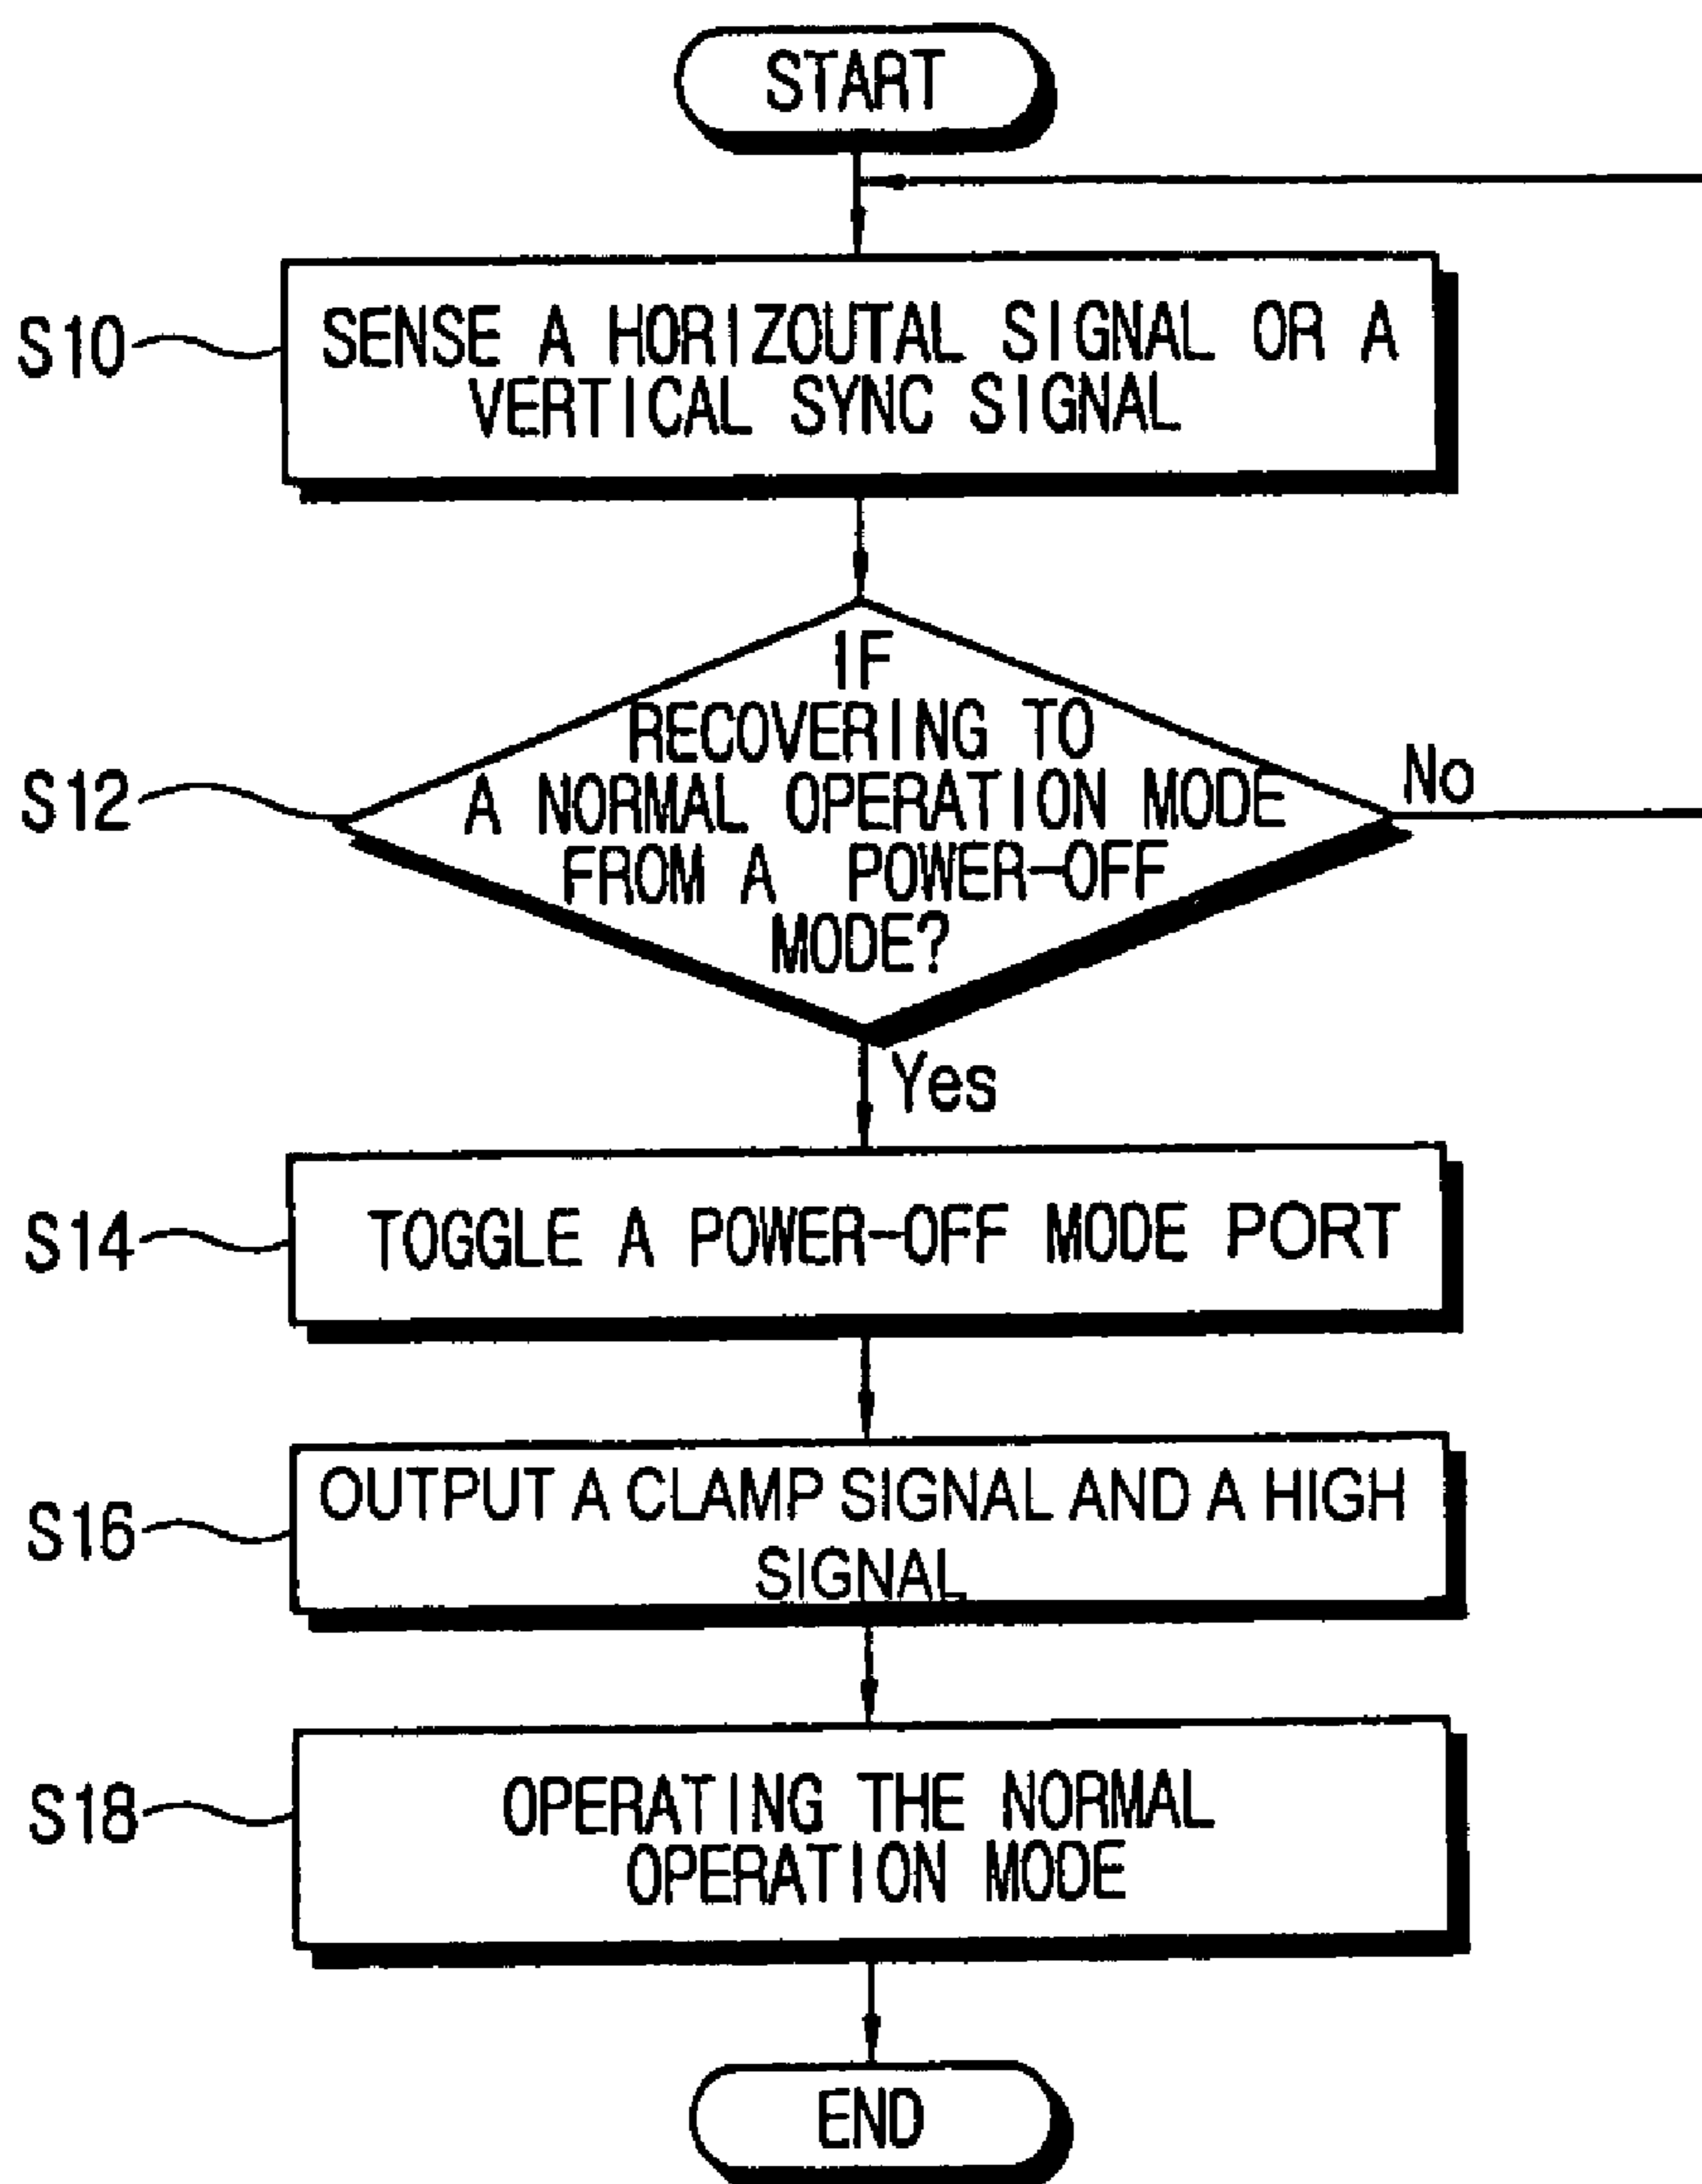 START
S10
SENSE A HORIZOUTAL SIGNAL OR A
VERTICAL SYNC SIGNAL
IF
RECOVERING TO
S12
A NORMAL OPERATION MODE
No
FROM A POWER-OFF
MODE?
Yes
S14
TOGGLE A POWER-OFF MODE PORT
S16
OUTPUT A CLAMP SIGNAL AND A HIGH
SIGNAL
S18
OPERATING THE NORMAL
OPERATION MODE
END